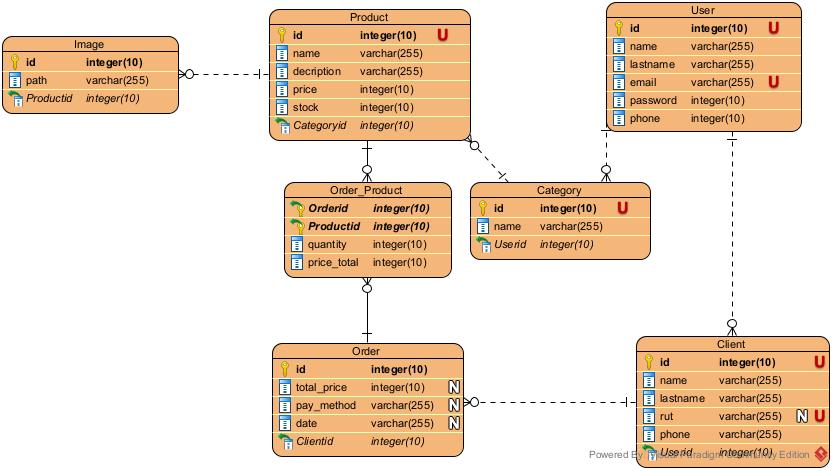 Image
id integer(10)
path varchar(255)
Productid integer(10)
Product
id integer(10) U
name varchar(255)
decription varchar(255)
price integer(10)
stock integer(10)
Categoryid integer(10)
User
id integer(10) U
name varchar(255)
lastname varchar(255)
email varchar(255) U
password integer(10)
phone integer(10)
Order_Product
Orderid integer(10)
Productid integer(10)
quantity integer(10)
price_total integer(10)
Category
id integer(10) U
name varchar(255)
Userid integer(10)
Order
id integer(10)
total_price integer(10) N
pay_method varchar(255) N
date varchar(255) N
Clientid integer(10)
Client
id integer(10) U
name varchar(255)
lastname varchar(255)
rut varchar(255) N U
phone varchar(255)
Userid integer(10)
Powered By Visual Paradigm Community Edition